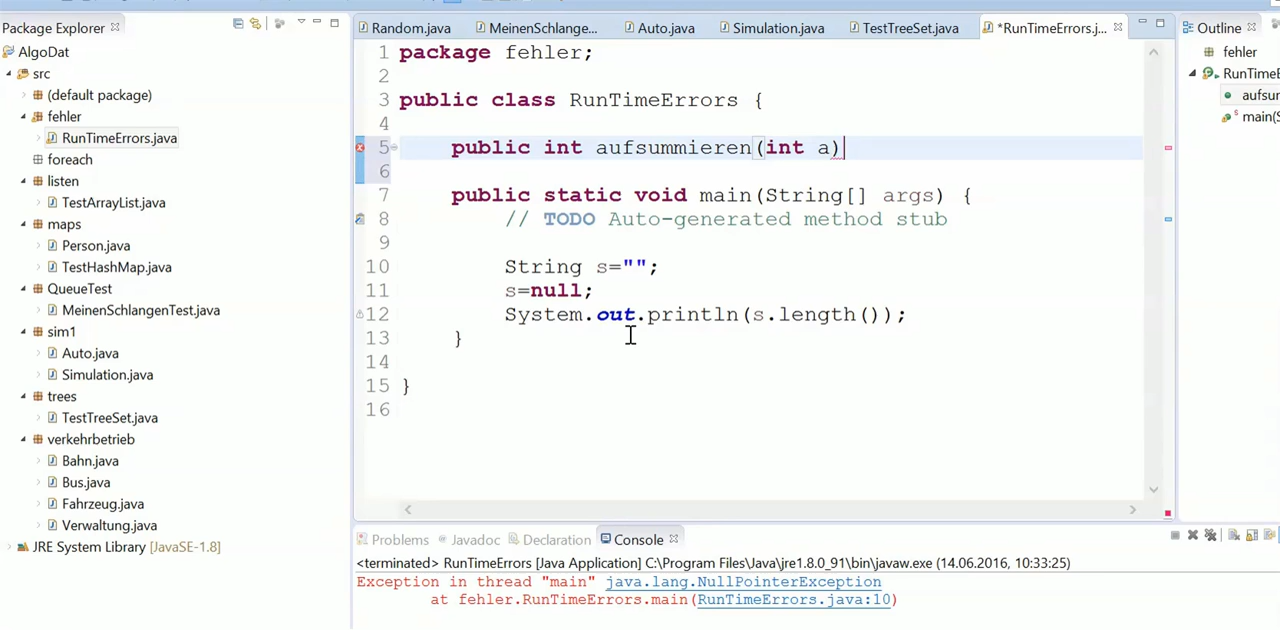 Package Explorer
AlgoDat
src
(default package)
fehler
RunTimeErrors.java
foreach
listen
TestArrayList.java
maps
Person.java
TestHashMap.java
QueueTest
MeinenSchlangenTest.java
sim1
Auto.java
Simulation.java
trees
TestTreeSet.java
verkehrbetrieb
Bahn.java
Bus.java
Fahrzeug.java
Verwaltung.java
JRE System Library [JavaSE-1.8]
Random.java MeinenSchlange... Auto.java Simulation.java TestTreeSet.java *RunTimeErrors.j...
1 package fehler;
2
3 public class RunTimeErrors {
4
5 public int aufsummieren(int a)
6
7 public static void main(String[] args) {
8 // TODO Auto-generated method stub
9
10 String s="";
11 s=null;
12 System.out.println(s.length());
13 }
14
15 }
16
Outline
fehler
RunTimeE
aufsur
main(S
Problems Javadoc Declaration Console
<terminated> RunTimeErrors [Java Application] C:\Program Files\Java\jre1.8.0_91\bin\javaw.exe (14.06.2016, 10:33:25)
Exception in thread "main" java.lang.NullPointerException
at fehler.RunTimeErrors.main(RunTimeErrors.java:10)